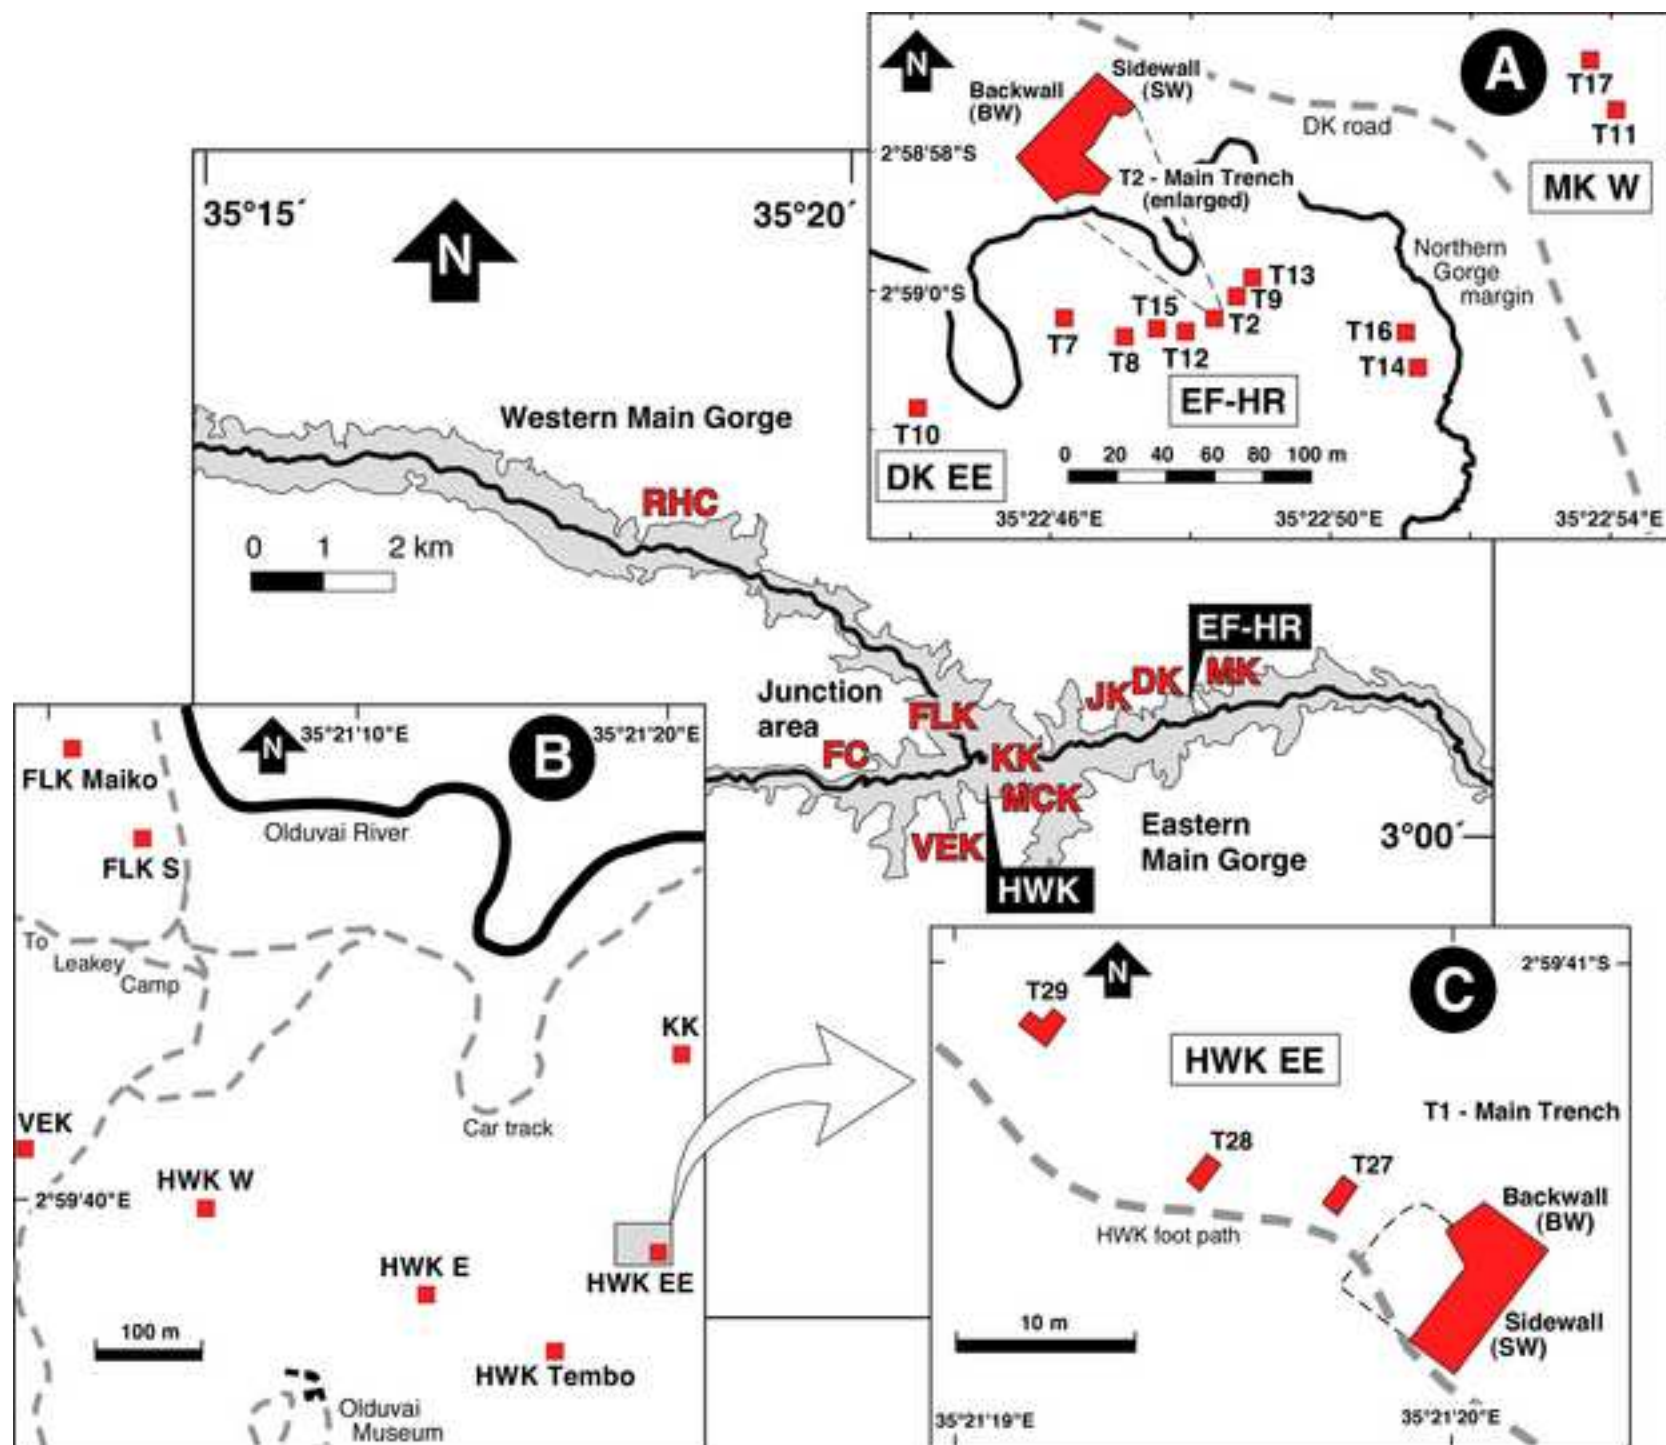 35°15´
35°20´
N
Western Main Gorge
RHC
0 1 2 km
Junction
area
FLK
FC
KK
MCK
VEK
JK
DK
MK
EF-HR
HWK
Eastern
Main Gorge
3°00´
A
N
Backwall
(BW)
Sidewall
(SW)
DK road
T17
T11
MK W
2°58'58"S
T2 - Main Trench
(enlarged)
Northern
Gorge
margin
2°59'0"S
T13
T9
T2
T15
T7
T8
T12
T16
T14
EF-HR
T10
DK EE
0 20 40 60 80 100 m
35°22'46"E
35°22'50"E
35°22'54"E
B
N
35°21'10"E
35°21'20"E
FLK Maiko
Olduvai River
FLK S
To
Leakey
Camp
KK
Car track
VEK
HWK W
2°59'40"E
HWK E
HWK EE
100 m
HWK Tembo
Olduvai
Museum
C
N
2°59'41"S
T29
HWK EE
T1 - Main Trench
T28
T27
Backwall
(BW)
HWK foot path
10 m
Sidewall
(SW)
35°21'19"E
35°21'20"E